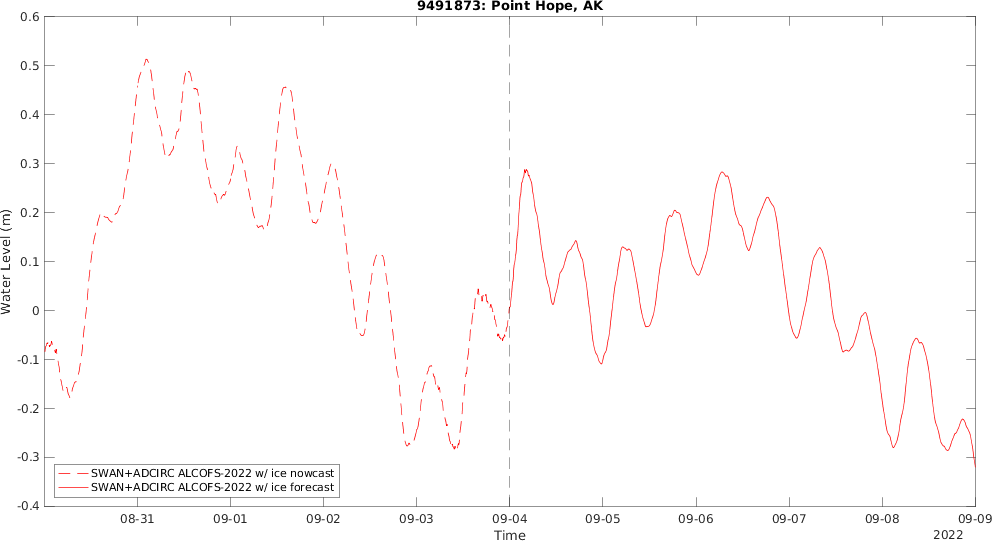 9491873: Point Hope, AK
0.6
0.5
0.4
0.3
0.2
0.1
0
-0.1
-0.2
-0.3
-0.4
Water Level (m)
SWAN+ADCIRC ALCOFS-2022 w/ ice nowcast
SWAN+ADCIRC ALCOFS-2022 w/ ice forecast
08-31 09-01 09-02 09-03 09-04 09-05 09-06 09-07 09-08 09-09
Time
2022